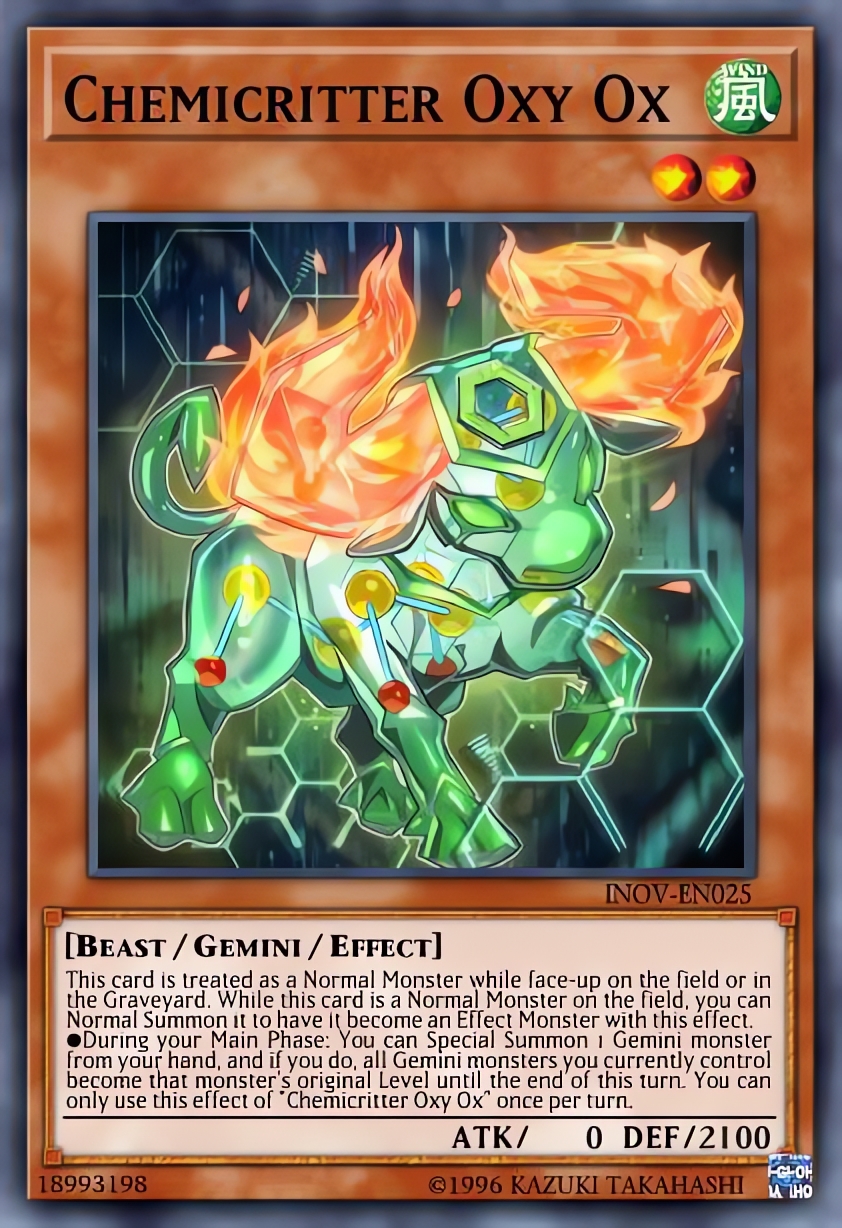 CHEMICRITTER OXY OX
WIND
風
INOV-EN025
[BEAST / GEMINI / EFFECT]
This card is treated as a Normal Monster while face-up on the field or in
the Graveyard. While this card is a Normal Monster on the field, you can
Normal Summon it to have it become an Effect Monster with this effect.
●During your Main Phase: You can Special Summon 1 Gemini monster
from your hand, and if you do, all Gemini monsters you currently control
become that monster's original Level until the end of this turn. You can
only use this effect of "Chemicritter Oxy Ox" once per turn.
ATK/ 0 DEF/2100
18993198
©1996 KAZUKI TAKAHASHI